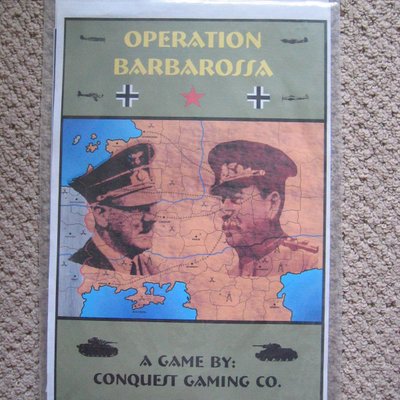 OPERATION
BARBAROSSA
A GAME BY:
CONQUEST GAMING CO.